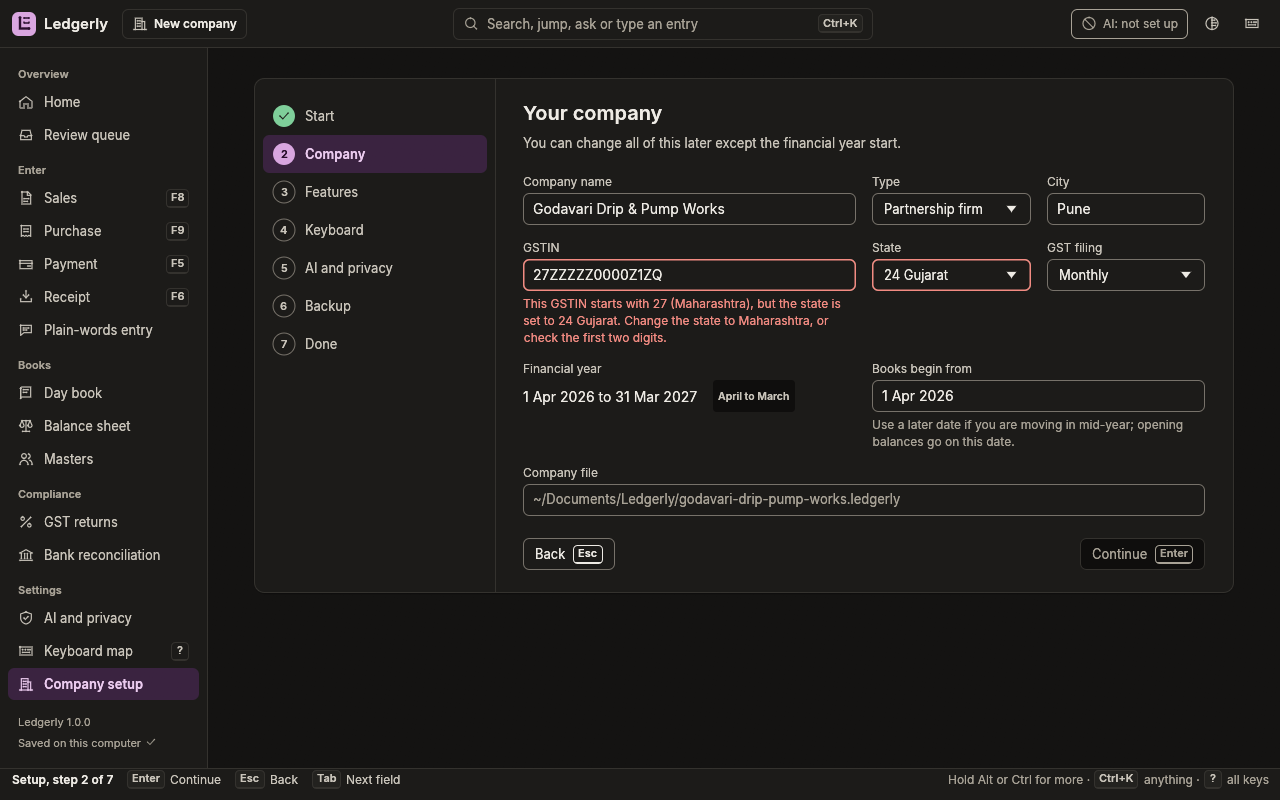 Ledgerly
New company
Search, jump, ask or type an entry
Ctrl+K
AI: not set up
Overview
Home
Review queue
Enter
Sales F8
Purchase F9
Payment F5
Receipt F6
Plain-words entry
Books
Day book
Balance sheet
Masters
Compliance
GST returns
Bank reconciliation
Settings
AI and privacy
Keyboard map ?
Company setup
Ledgerly 1.0.0
Saved on this computer
Start
2 Company
3 Features
4 Keyboard
5 AI and privacy
6 Backup
7 Done
Your company
You can change all of this later except the financial year start.
Company name
Godavari Drip & Pump Works
Type
Partnership firm
City
Pune
GSTIN
27ZZZZZ0000Z1ZQ
This GSTIN starts with 27 (Maharashtra), but the state is
set to 24 Gujarat. Change the state to Maharashtra, or
check the first two digits.
State
24 Gujarat
GST filing
Monthly
Financial year
1 Apr 2026 to 31 Mar 2027 April to March
Books begin from
1 Apr 2026
Use a later date if you are moving in mid-year; opening
balances go on this date.
Company file
~/Documents/Ledgerly/godavari-drip-pump-works.ledgerly
Back Esc
Continue Enter
Setup, step 2 of 7 Enter Continue Esc Back Tab Next field
Hold Alt or Ctrl for more · Ctrl+K anything · ? all keys